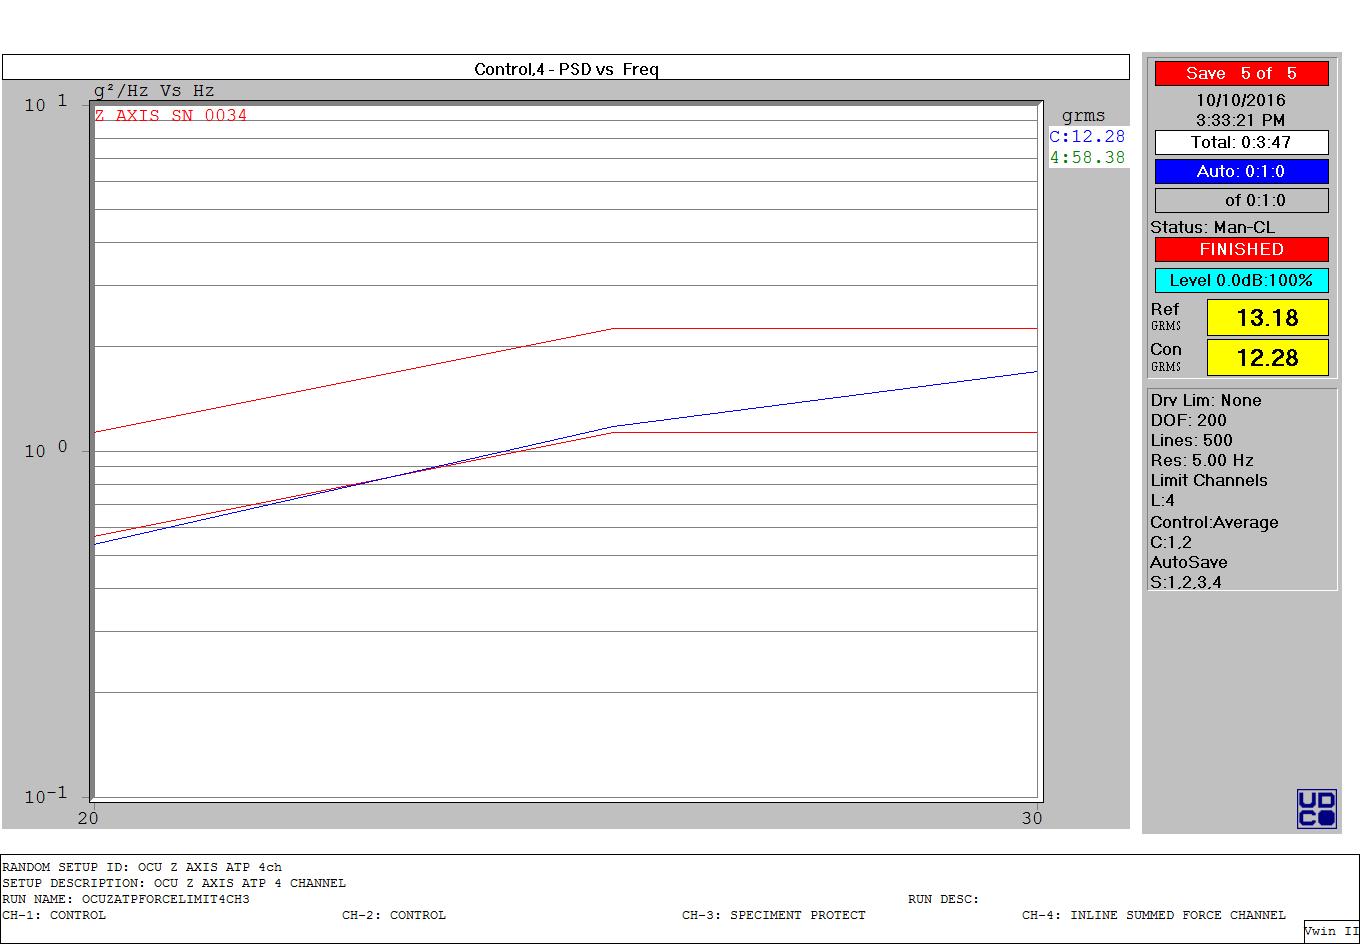 Control,4 - PSD vs Freq
g²/Hz Vs Hz
10 1
Z AXIS SN 0034
10 0
10 -1
20 30
grms
C:12.28
4:58.38
Save 5 of 5
10/10/2016
3:33:21 PM
Total: 0:3:47
Auto: 0:1:0
of 0:1:0
Status: Man-CL
FINISHED
Level 0.0dB:100%
Ref 13.18
GRMS
Con 12.28
GRMS
Drv Lim: None
DOF: 200
Lines: 500
Res: 5.00 Hz
Limit Channels
L:4
Control:Average
C:1,2
AutoSave
S:1,2,3,4
UD
CO
RANDOM SETUP ID: OCU Z AXIS ATP 4ch
SETUP DESCRIPTION: OCU Z AXIS ATP 4 CHANNEL
RUN NAME: OCUZATPFORCELIMIT4CH3 RUN DESC:
CH-1: CONTROL CH-2: CONTROL CH-3: SPECIMENT PROTECT CH-4: INLINE SUMMED FORCE CHANNEL
Vwin II